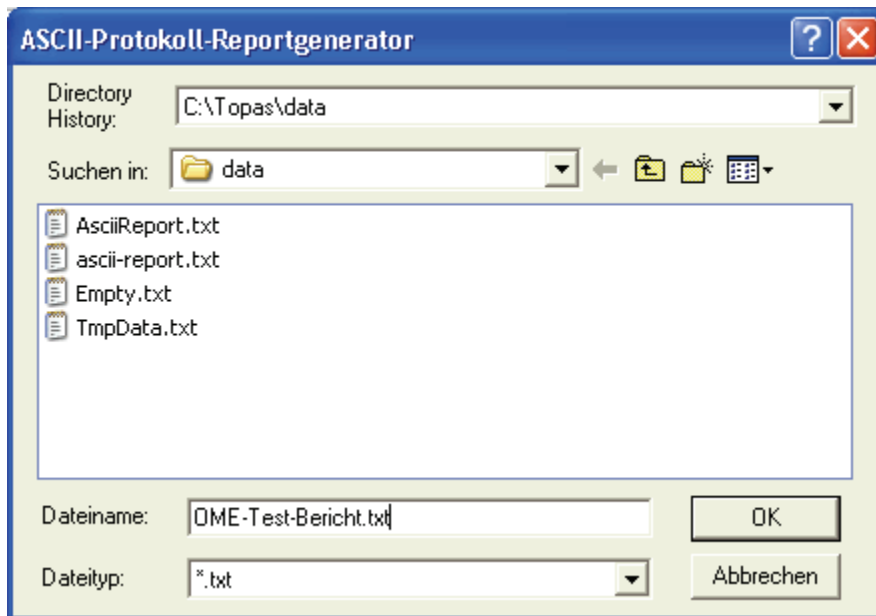 ASCII-Protokoll-Reportgenerator
Directory
History:
C:\Topas\data
Suchen in:
data
AsciiReport.txt
ascii-report.txt
Empty.txt
TmpData.txt
Dateiname:
OME-Test-Bericht.txt
OK
Dateityp:
*.txt
Abbrechen